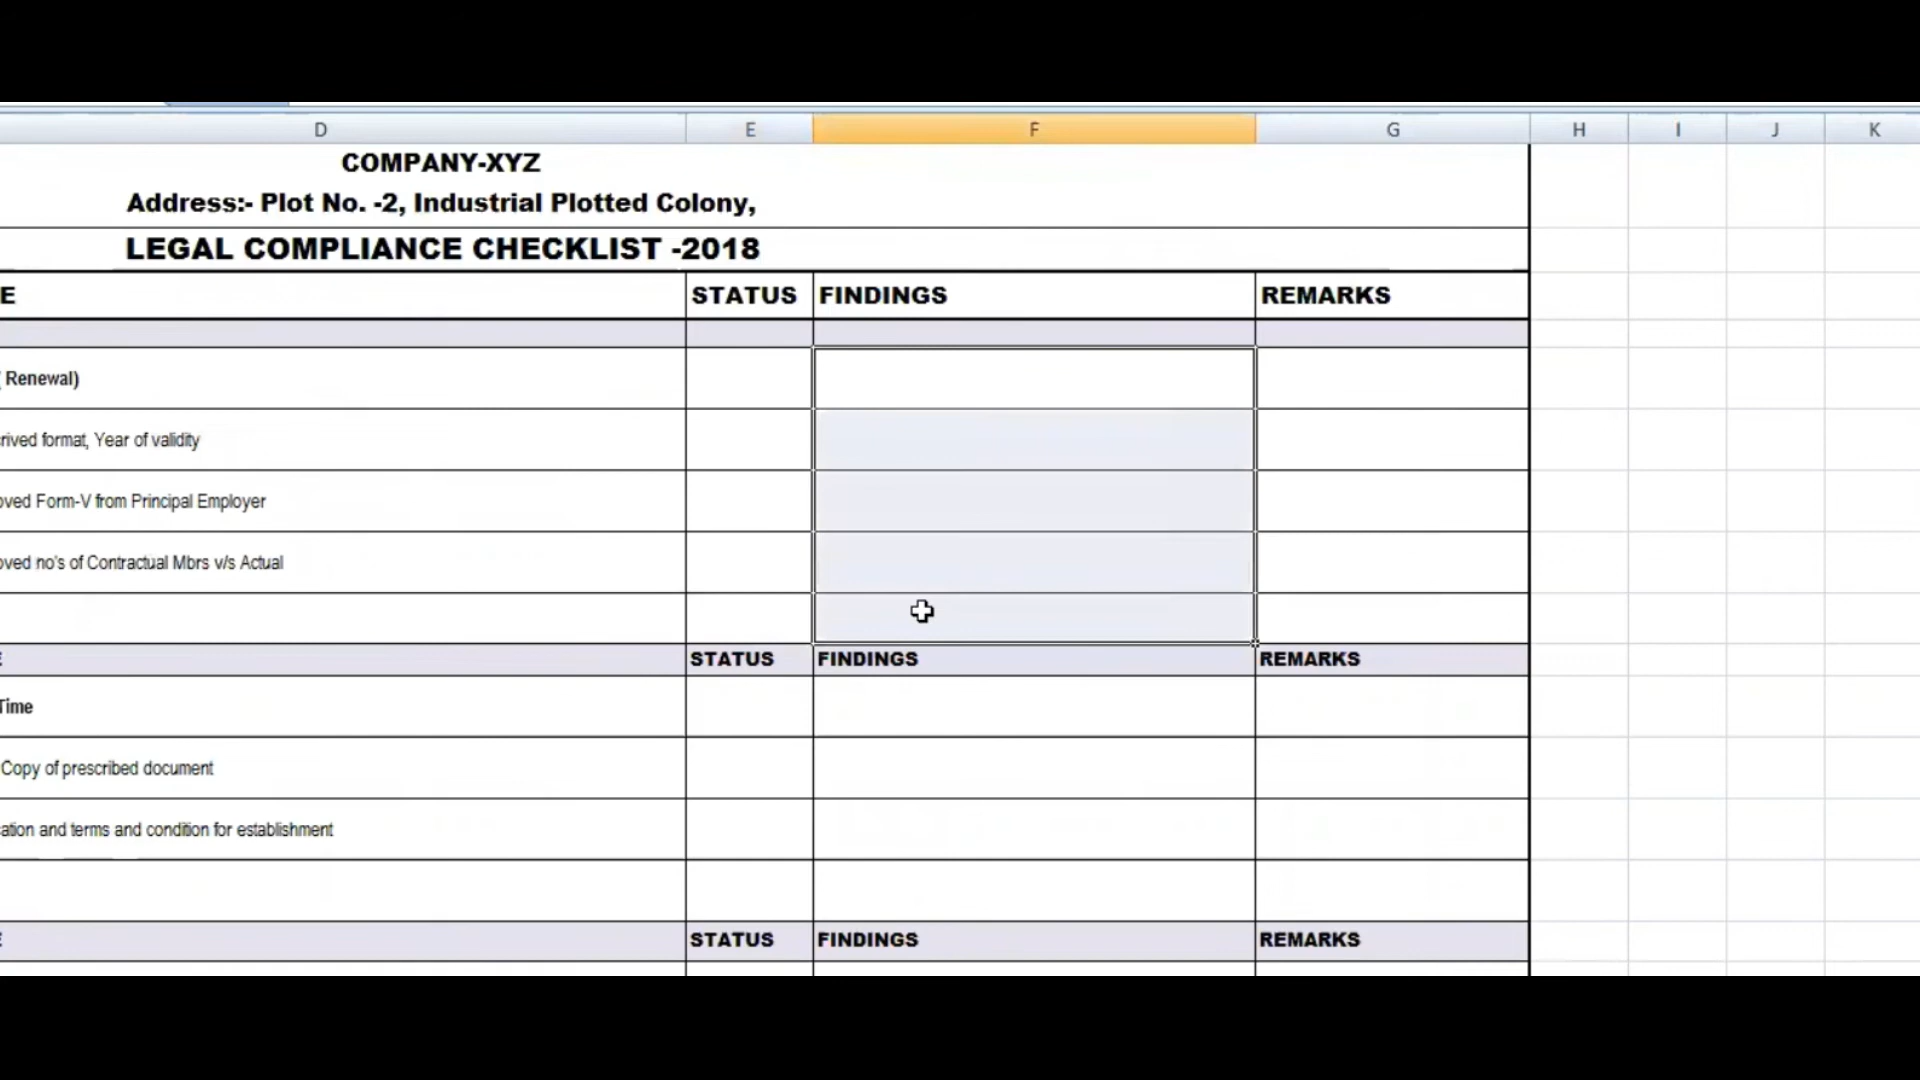 D E F G H I J K
COMPANY-XYZ
Address:- Plot No. -2, Industrial Plotted Colony,
LEGAL COMPLIANCE CHECKLIST -2018
E STATUS FINDINGS REMARKS
( Renewal)
rived format, Year of validity
oved Form-V from Principal Employer
oved no's of Contractual Mbrs v/s Actual
E STATUS FINDINGS REMARKS
Time
Copy of prescribed document
ation and terms and condition for establishment
E STATUS FINDINGS REMARKS